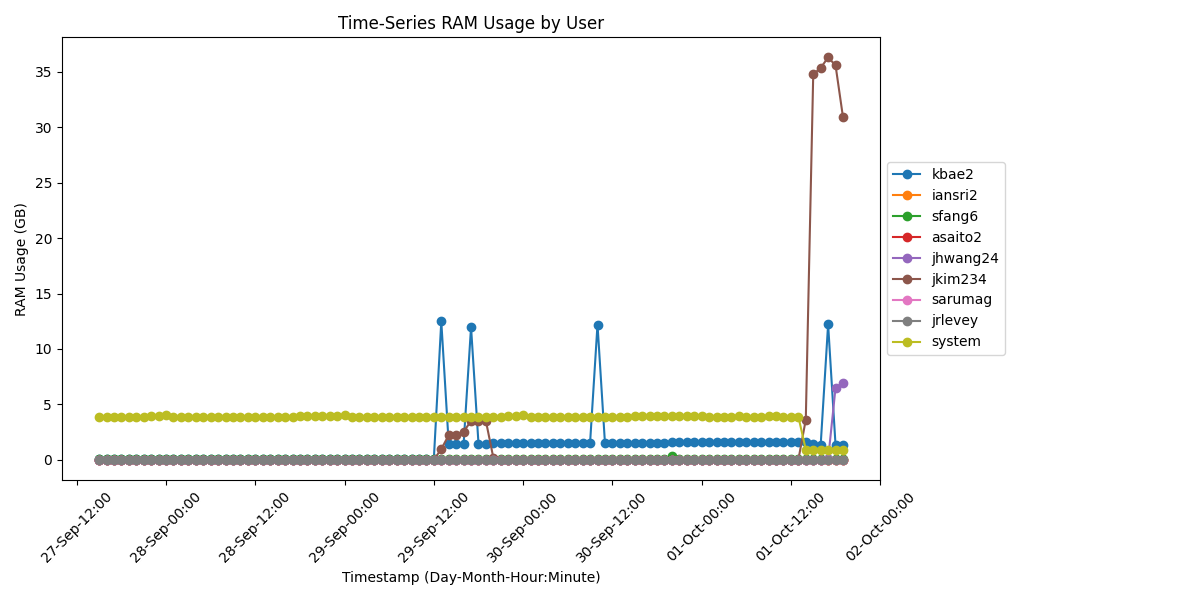 Time-Series RAM Usage by User
35
30
25
20
15
10
5
0
RAM Usage (GB)
27-Sep-12:00
28-Sep-00:00
28-Sep-12:00
29-Sep-00:00
29-Sep-12:00
30-Sep-00:00
30-Sep-12:00
01-Oct-00:00
01-Oct-12:00
02-Oct-00:00
Timestamp (Day-Month-Hour:Minute)
kbae2
iansri2
sfang6
asaito2
jhwang24
jkim234
sarumag
jrlevey
system